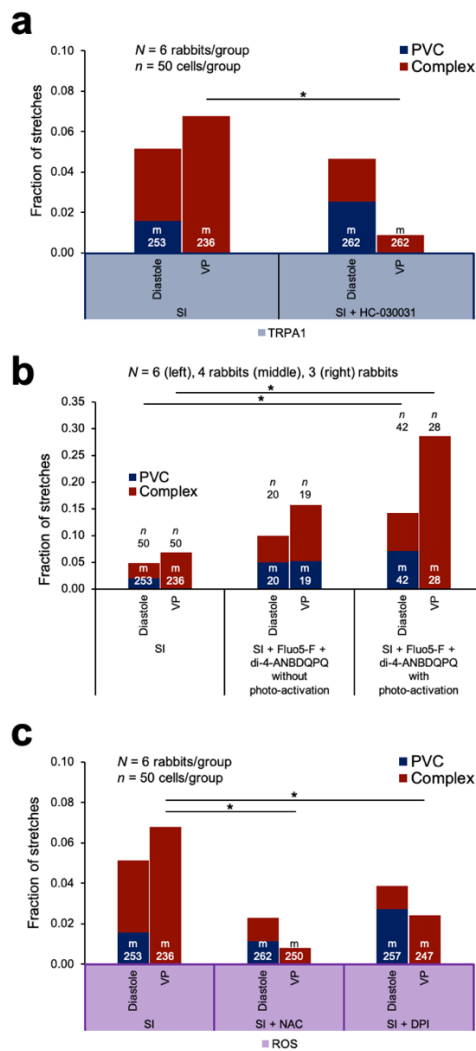 a
N = 6 rabbits/group
n = 50 cells/group
PVC
Complex
*
Fraction of stretches
0.10
0.08
0.06
0.04
0.02
0.00
m
253
m
236
m
262
m
262
Diastole
VP
Diastole
VP
SI
SI + HC-030031
TRPA1
b
N = 6 (left), 4 rabbits (middle), 3 (right) rabbits
*
*
PVC
Complex
Fraction of stretches
0.35
0.30
0.25
0.20
0.15
0.10
0.05
0.00
n
50
n
50
n
20
n
19
n
42
n
28
m
253
m
236
m
20
m
19
m
42
m
28
Diastole
VP
Diastole
VP
Diastole
VP
SI
SI + Fluo5-F +
di-4-ANBDQPQ
without
photo-activation
SI + Fluo5-F +
di-4-ANBDQPQ
with
photo-activation
c
N = 6 rabbits/group
n = 50 cells/group
PVC
Complex
*
*
Fraction of stretches
0.10
0.08
0.06
0.04
0.02
0.00
m
253
m
236
m
262
m
250
m
257
m
247
Diastole
VP
Diastole
VP
Diastole
VP
SI
SI + NAC
SI + DPI
ROS